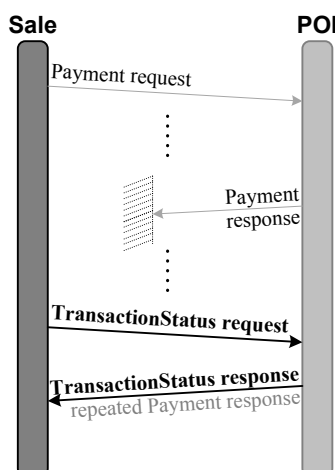 Sale
POI
Payment request
Payment
response
TransactionStatus request
TransactionStatus response
repeated Payment response